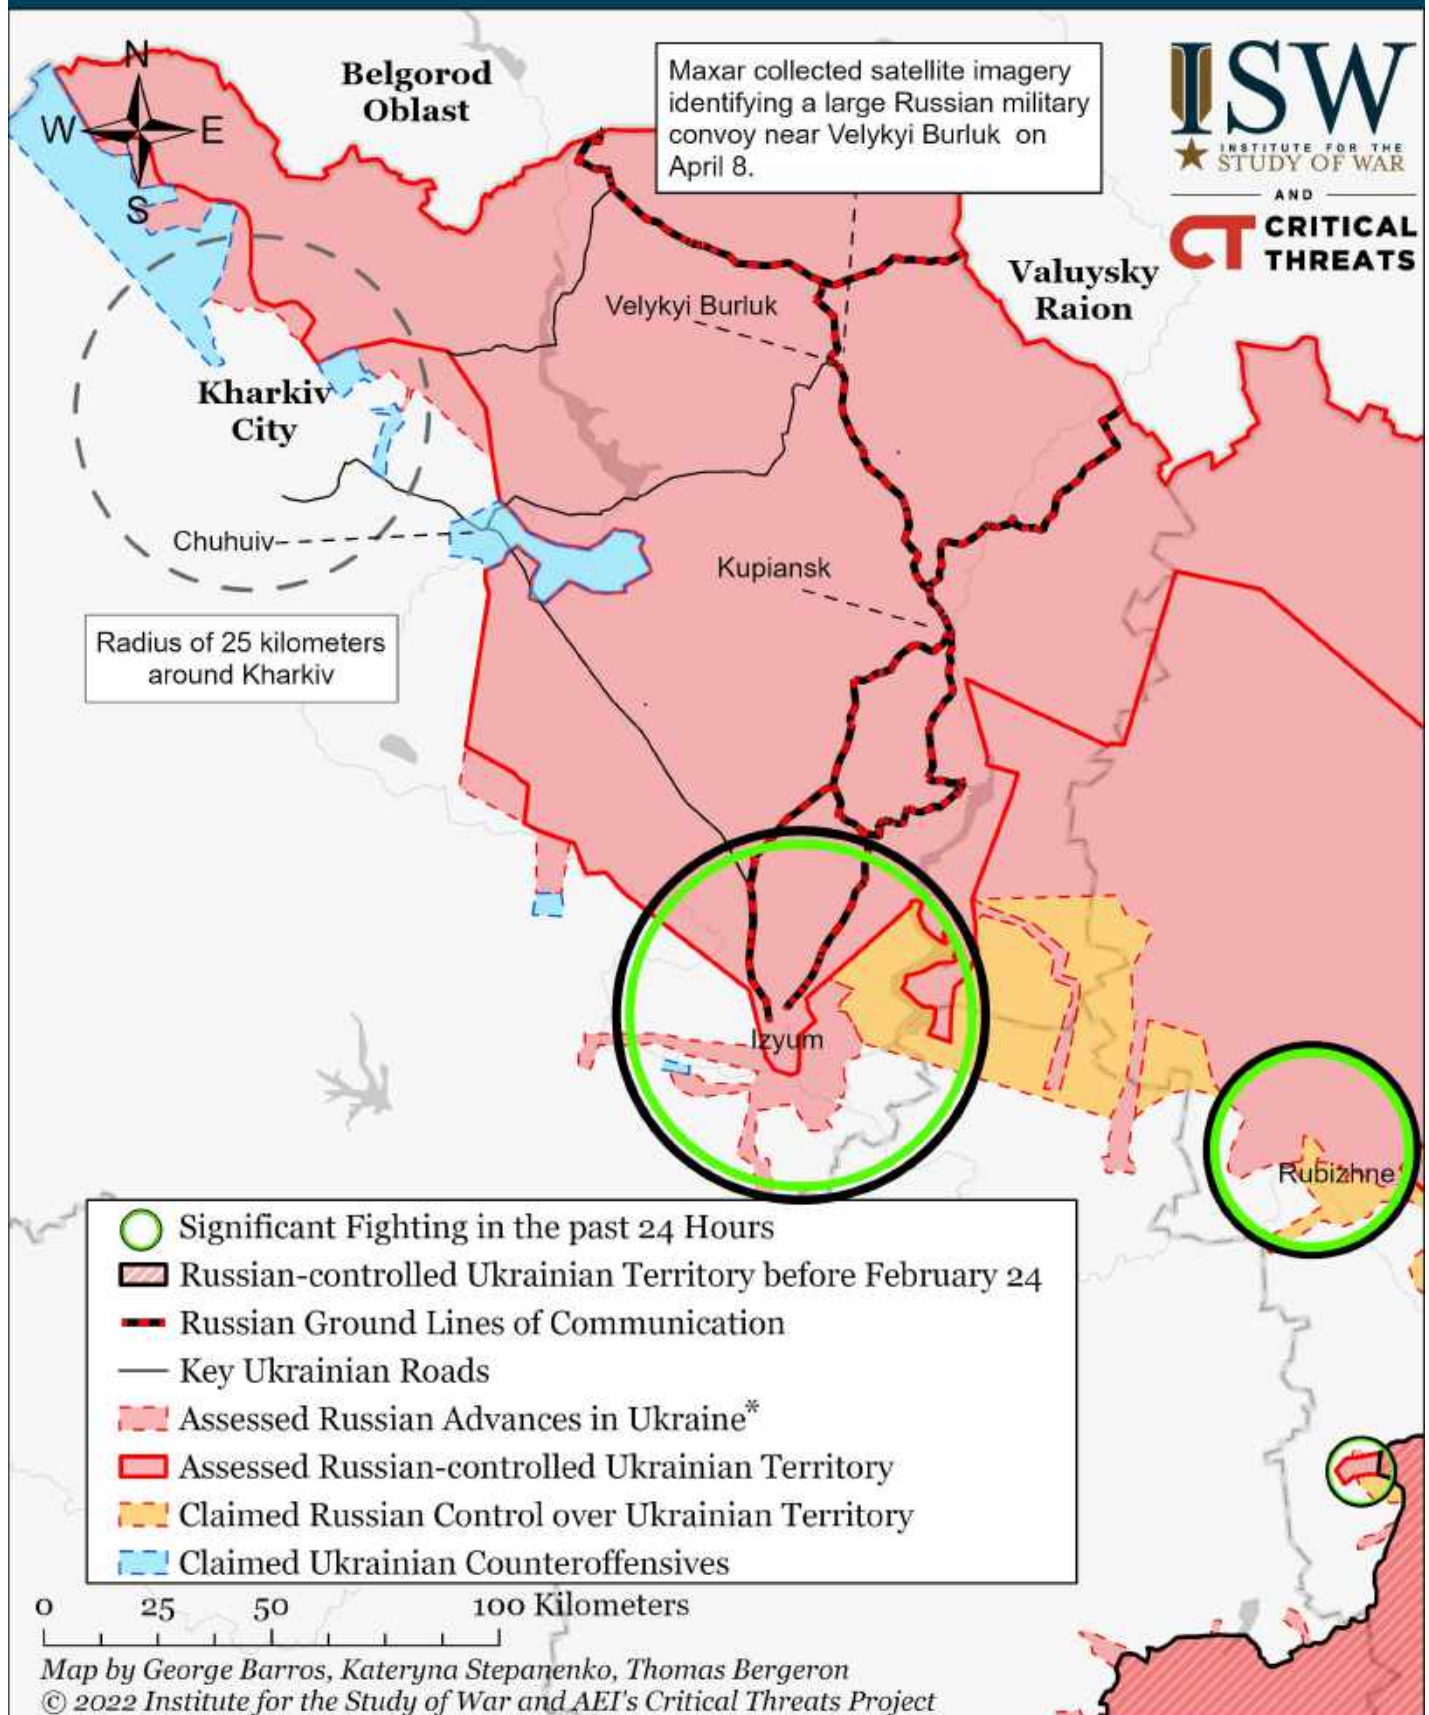 N
W E
S
Belgorod
Oblast
Maxar collected satellite imagery
identifying a large Russian military
convoy near Velykyi Burluk on
April 8.
ISW
INSTITUTE FOR THE
STUDY OF WAR
AND
CT CRITICAL
THREATS
Valuysky
Raion
Velykyi Burluk
Kharkiv
City
Chuhuiv
Kupiansk
Radius of 25 kilometers
around Kharkiv
Izyum
Rubizhne
Significant Fighting in the past 24 Hours
Russian-controlled Ukrainian Territory before February 24
Russian Ground Lines of Communication
Key Ukrainian Roads
Assessed Russian Advances in Ukraine*
Assessed Russian-controlled Ukrainian Territory
Claimed Russian Control over Ukrainian Territory
Claimed Ukrainian Counteroffensives
0 25 50 100 Kilometers
Map by George Barros, Kateryna Stepanenko, Thomas Bergeron
© 2022 Institute for the Study of War and AEI's Critical Threats Project